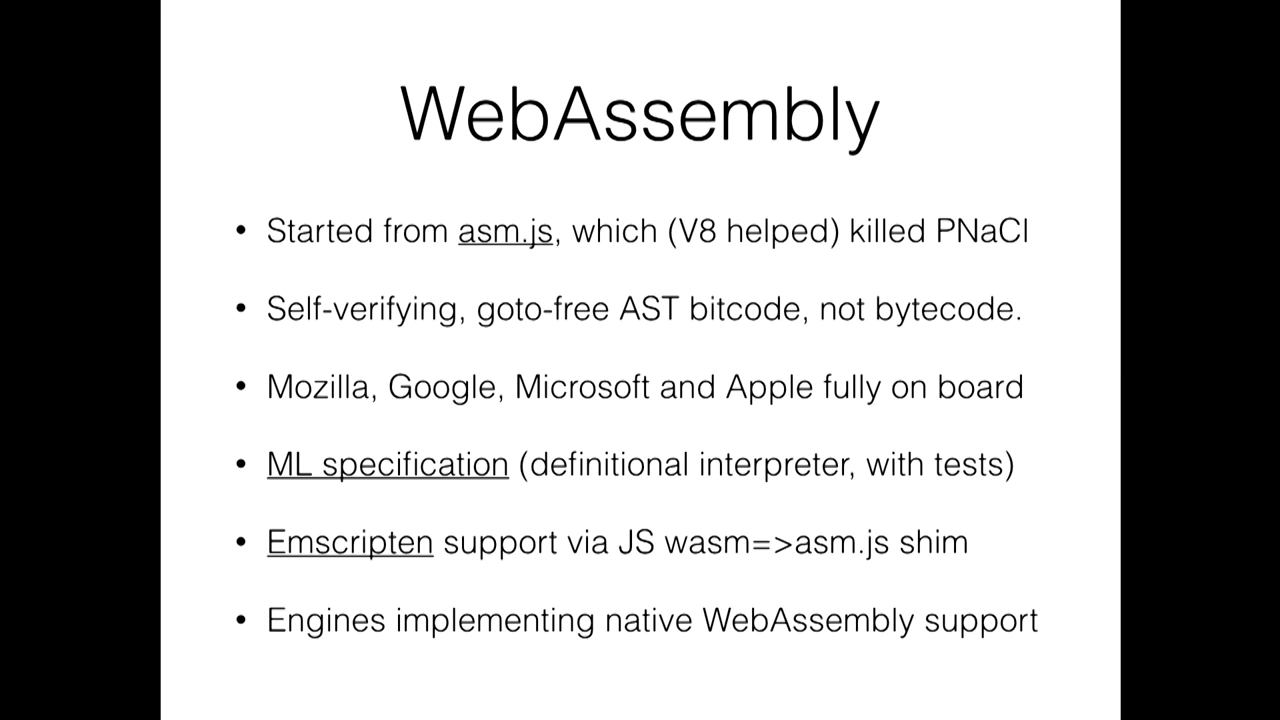 WebAssembly
• Started from asm.js, which (V8 helped) killed PNaCl
• Self-verifying, goto-free AST bitcode, not bytecode.
• Mozilla, Google, Microsoft and Apple fully on board
• ML specification (definitional interpreter, with tests)
• Emscripten support via JS wasm=>asm.js shim
• Engines implementing native WebAssembly support